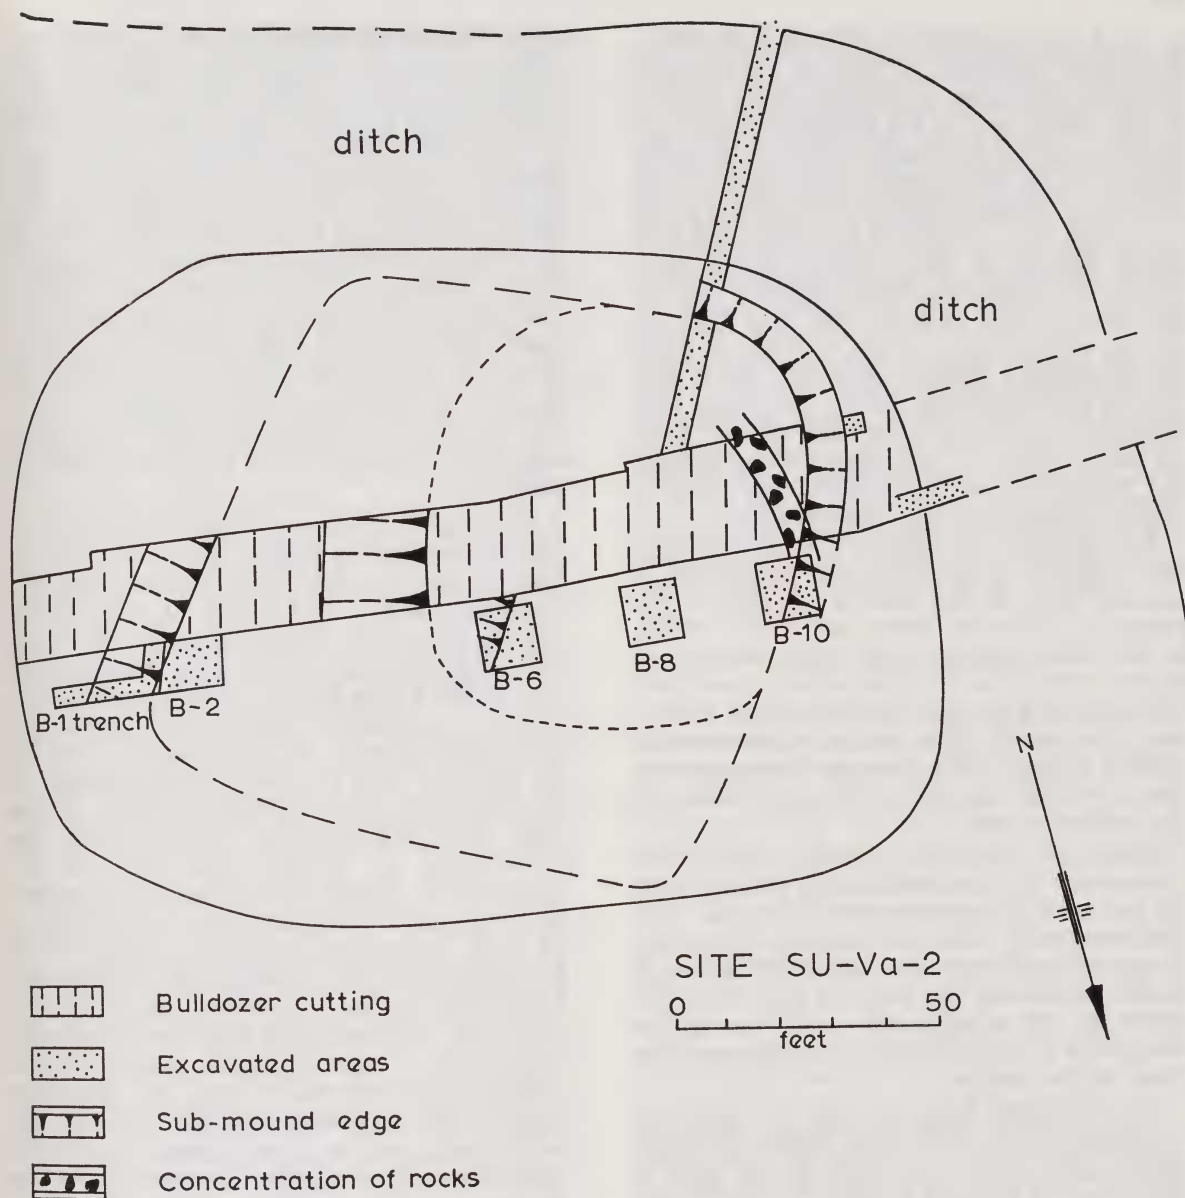 ditch
ditch
B-1 trench
B-2
B-6
B-8
B-10
N
SITE SU-Va-2
0 50
feet
Bulldozer cutting
Excavated areas
Sub-mound edge
Concentration of rocks